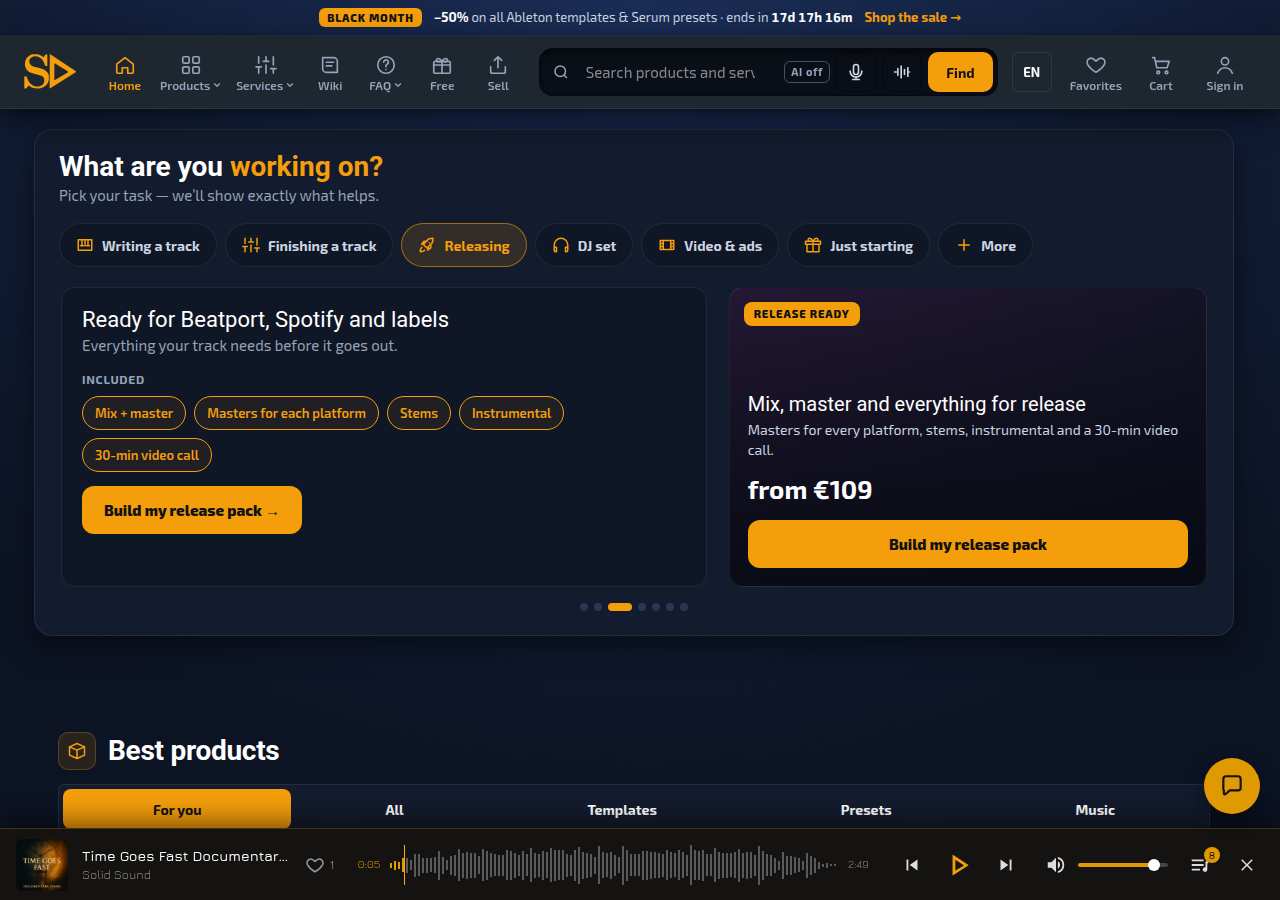 BLACK MONTH –50% on all Ableton templates & Serum presets · ends in 17d 17h 16m Shop the sale →
Home Products Services Wiki FAQ Free Sell Search products and serv AI off Find EN Favorites Cart Sign in
What are you working on?
Pick your task — we'll show exactly what helps.
Writing a track Finishing a track Releasing DJ set Video & ads Just starting More
Ready for Beatport, Spotify and labels
Everything your track needs before it goes out.
INCLUDED
Mix + master Masters for each platform Stems Instrumental
30-min video call
Build my release pack →
RELEASE READY
Mix, master and everything for release
Masters for every platform, stems, instrumental and a 30-min video
call.
from €109
Build my release pack
Best products
For you All Templates Presets Music
TIME GOES
FAST
Time Goes Fast Documentar...
Solid Sound
1
0:05
2:49
8